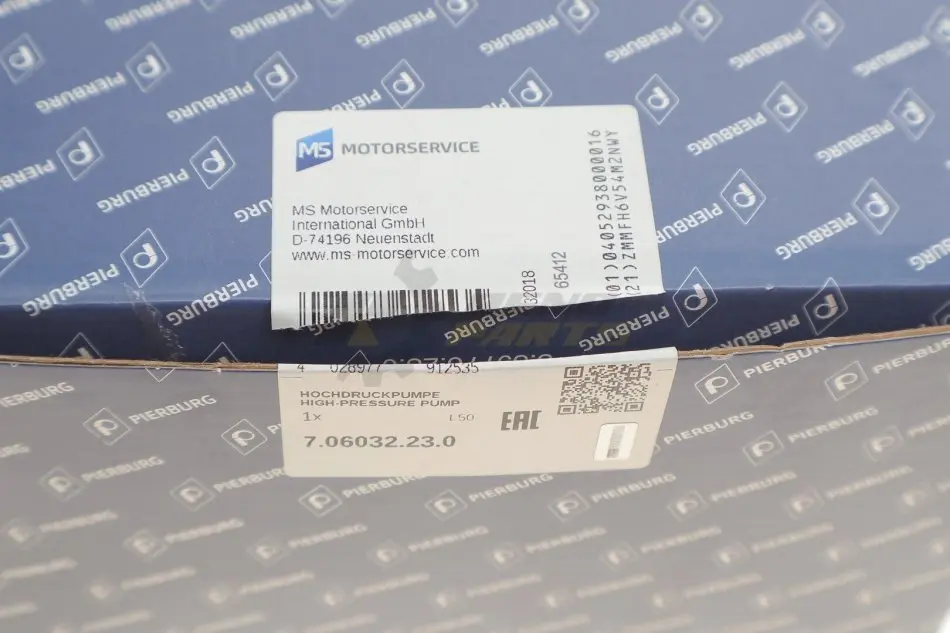 MS MOTORSERVICE
MS Motorservice
International GmbH
D-74196 Neuenstadt
www.ms-motorservice.com
65412
(01)04052938000016
(21)ZMMFH6V54M2NWY
4 028977 912535
HOCHDRUCKPUMPE
HIGH-PRESSURE PUMP
1x L50
EAC
7.06032.23.0
PIERBURG